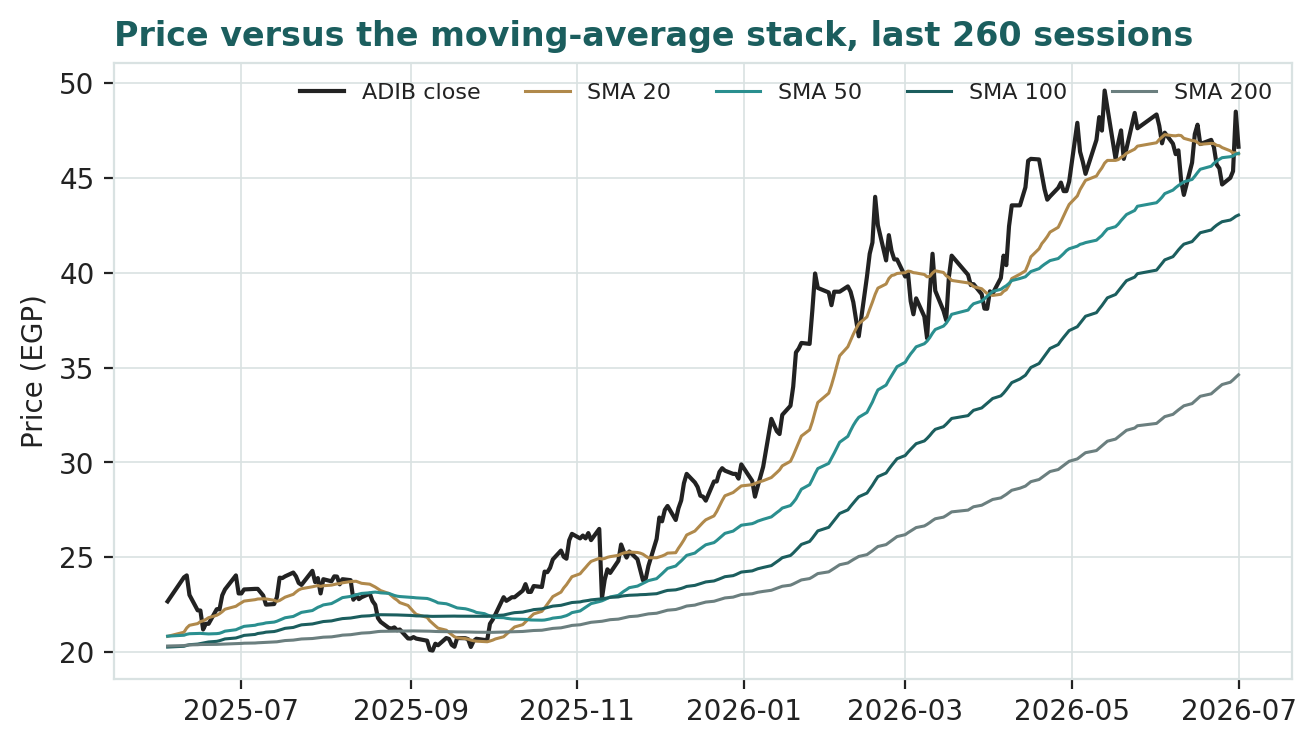 Price versus the moving-average stack, last 260 sessions
ADIB close SMA 20 SMA 50 SMA 100 SMA 200
Price (EGP)
50
45
40
35
30
25
20
2025-07 2025-09 2025-11 2026-01 2026-03 2026-05 2026-07